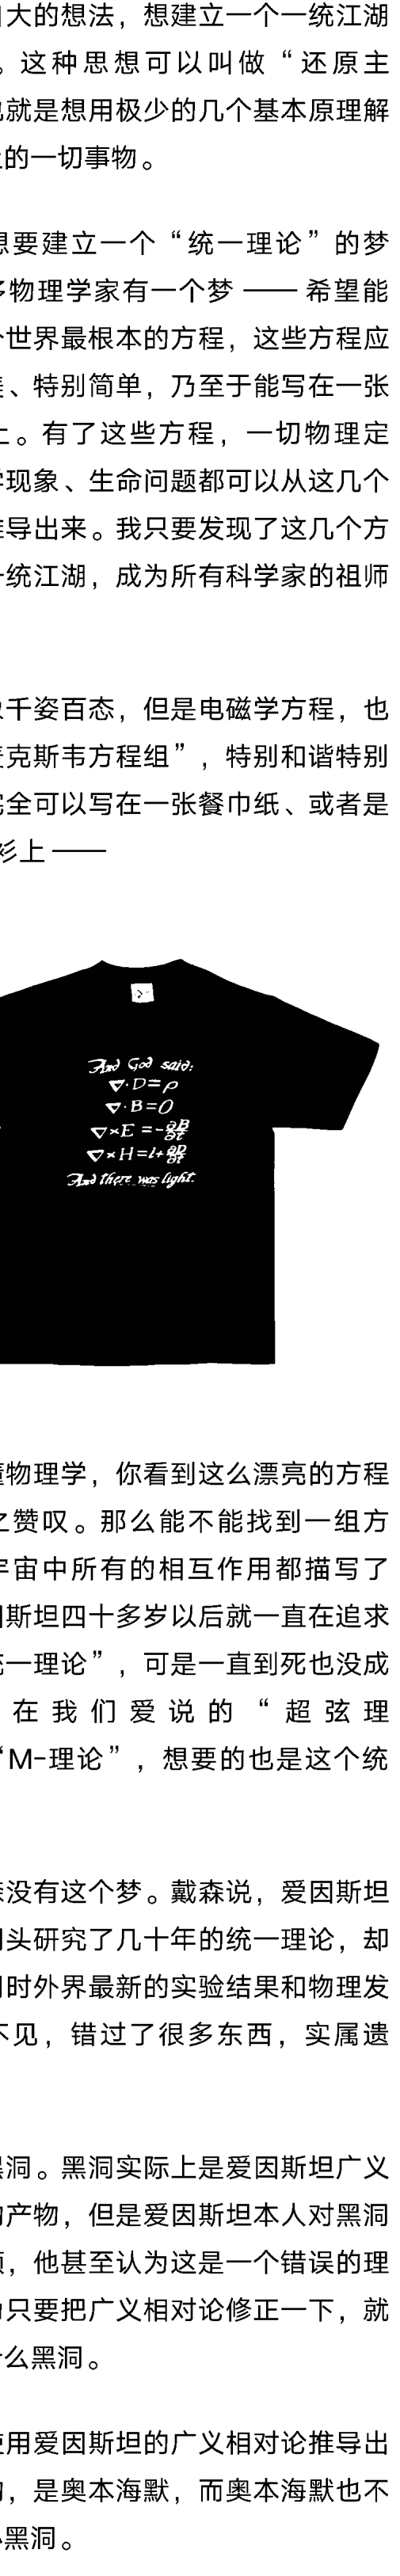 大的想法，想建立一个一统江湖
。这种思想可以叫做“还原主
就是想用极少的几个基本原理解
的一切事物。
想要建立一个“统一理论”的梦
多物理学家有一个梦 —— 希望能
个世界最根本的方程，这些方程应
、特别简单，乃至于能写在一张
上。有了这些方程，一切物理定
学现象、生命问题都可以从这几个
推导出来。我只要发现了这几个方
一统江湖，成为所有科学家的祖师
象千姿百态，但是电磁学方程，也
麦克斯韦方程组”，特别和谐特别
完全可以写在一张餐巾纸、或者是
衫上 ——
And God said:
∇·D=ρ
∇·B=0
∇×E=-∂B/∂t
∇×H=i+∂D/∂t
And there was light.
懂物理学，你看到这么漂亮的方程
之赞叹。那么能不能找到一组方
宇宙中所有的相互作用都描写了
因斯坦四十多岁以后就一直在追求
统一理论”，可是一直到死也没成
在我们爱说的“超弦理
“M-理论”，想要的也是这个统
森没有这个梦。戴森说，爱因斯坦
头研究了几十年的统一理论，却
时外界最新的实验结果和物理发
不见，错过了很多东西，实属遗
黑洞。黑洞实际上是爱因斯坦广义
的产物，但是爱因斯坦本人对黑洞
，他甚至认为这是一个错误的理
只要把广义相对论修正一下，就
什么黑洞。
使用爱因斯坦的广义相对论推导出
的，是奥本海默，而奥本海默也不
黑洞。